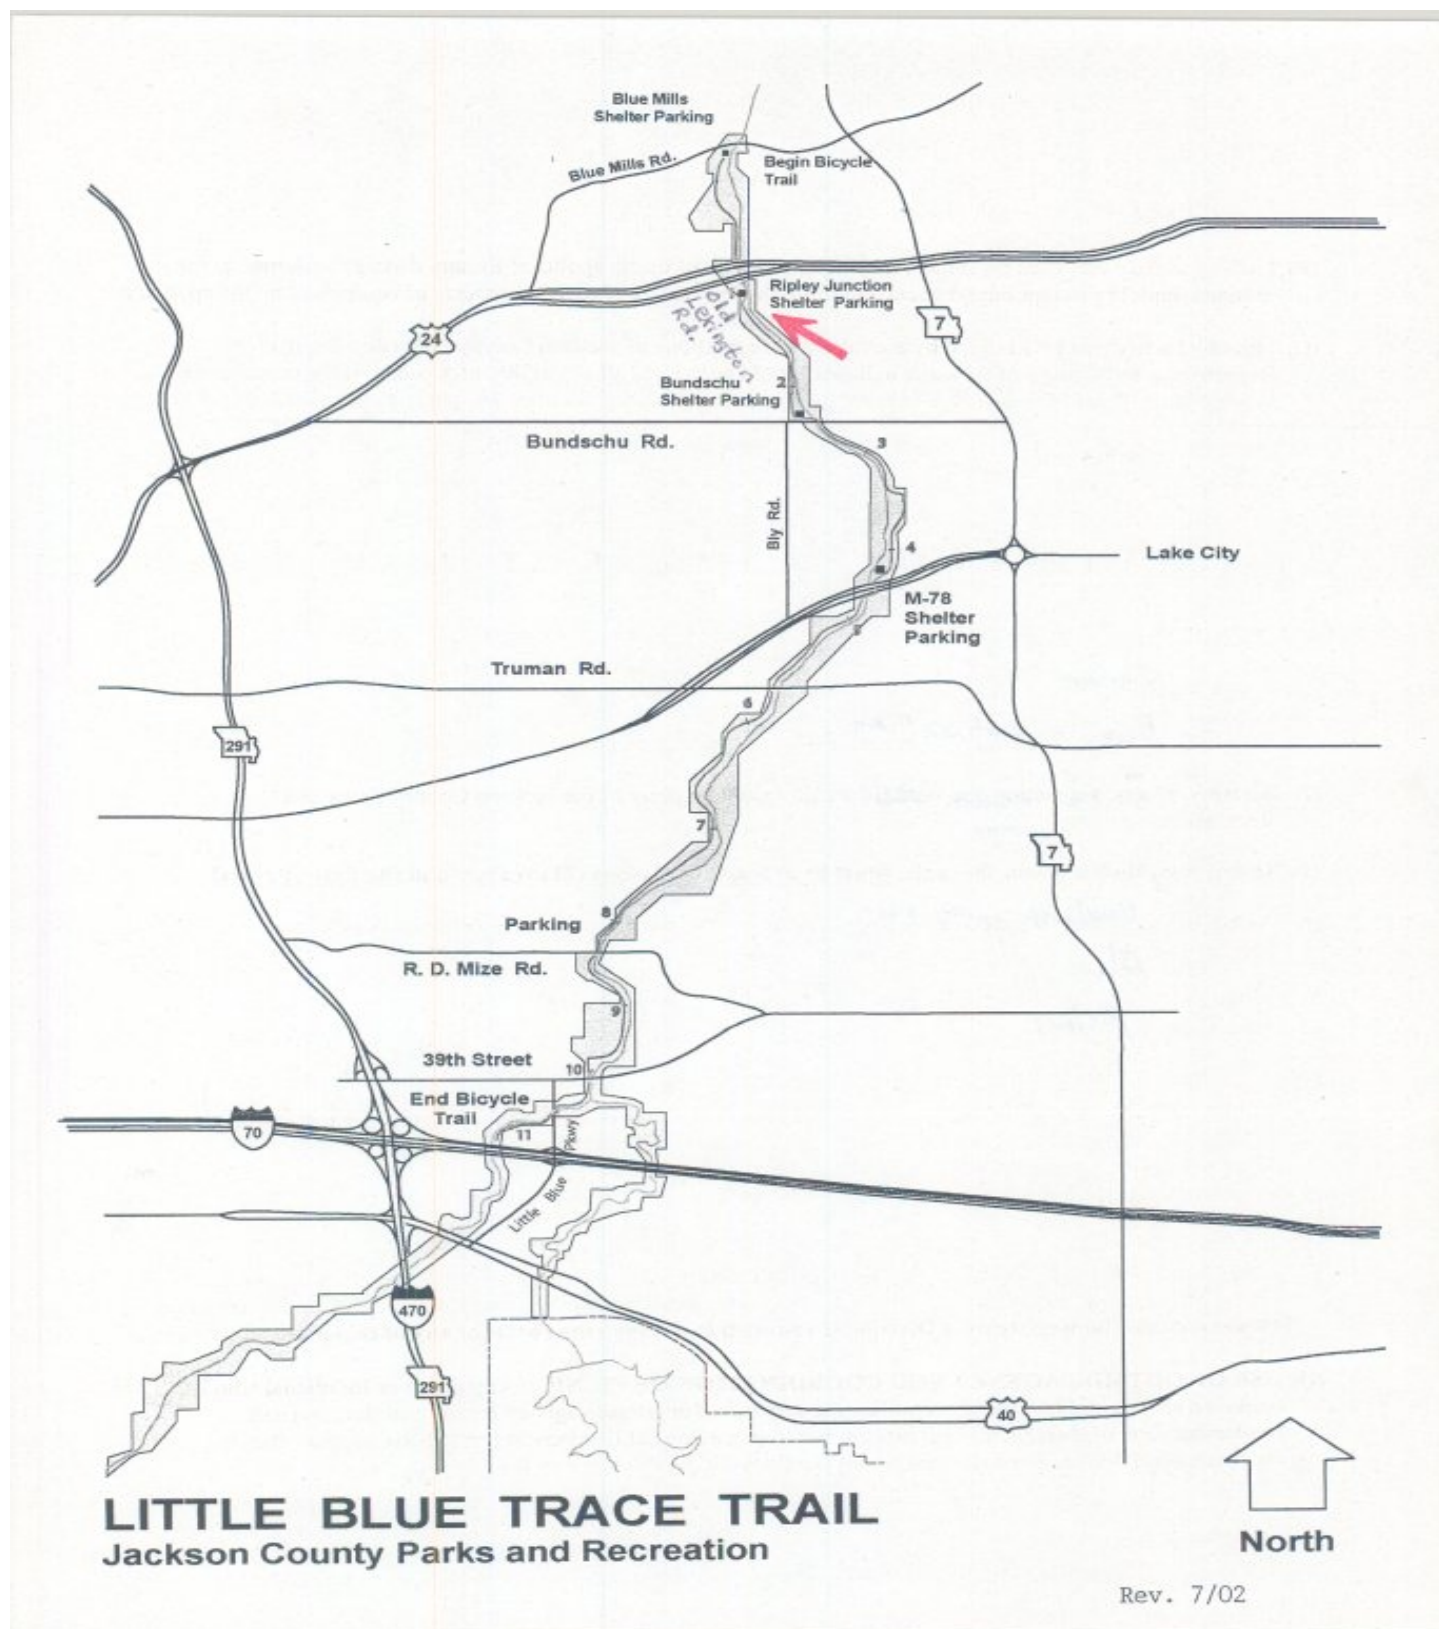 Blue Mills
Shelter Parking
Blue Mills Rd.
Begin Bicycle
Trail
Ripley Junction
Shelter Parking
Old
Lexington
Rd.
7
24
Bundschu
Shelter Parking
2
Bundschu Rd.
3
Bly Rd.
4
Lake City
M-78
Shelter
Parking
5
Truman Rd.
6
291
7
7
8
Parking
R. D. Mize Rd.
9
39th Street
10
End Bicycle
Trail
11
70
Little Blue Pkwy
470
291
40
LITTLE BLUE TRACE TRAIL
Jackson County Parks and Recreation
North
Rev. 7/02